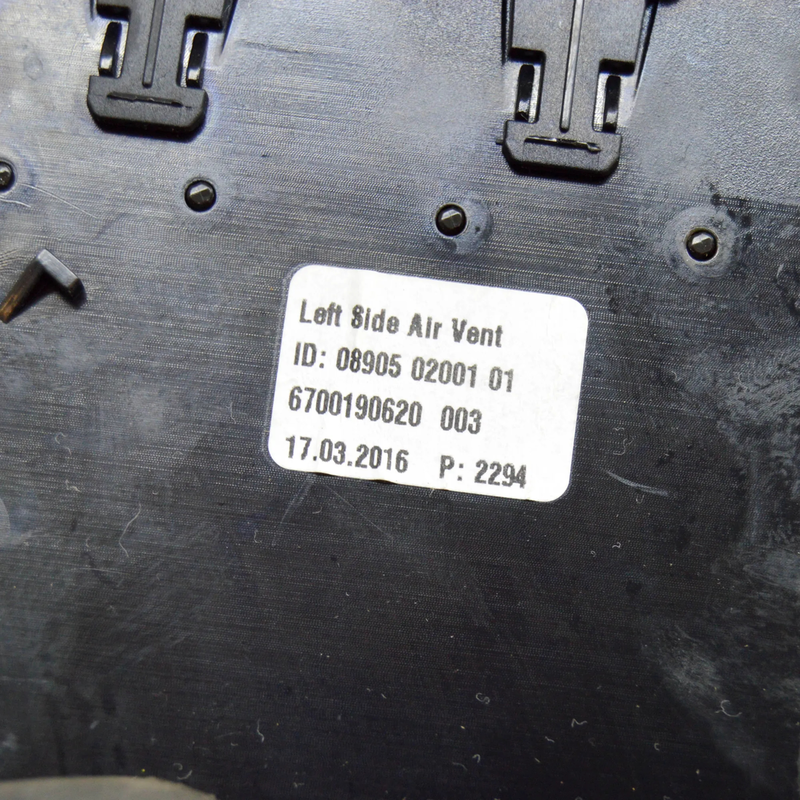 Left Side Air Vent
ID: 08905 02001 01
6700190620 003
17.03.2016 P: 2294